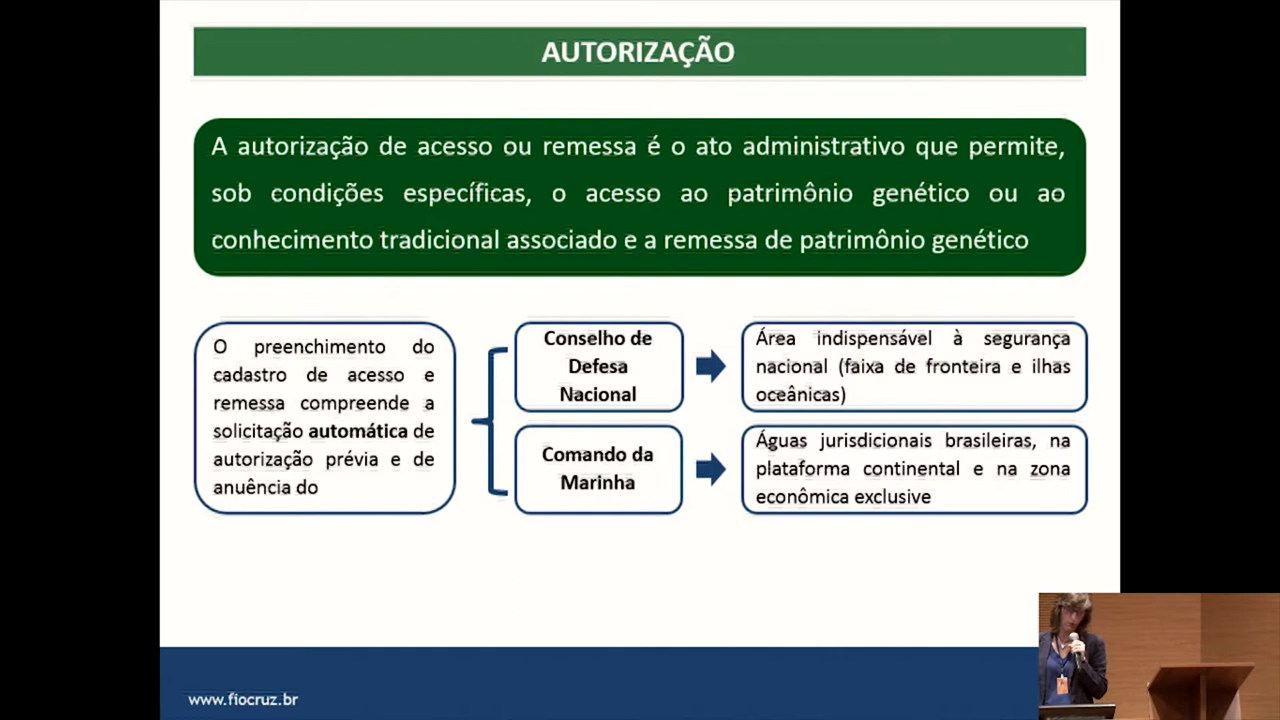 AUTORIZAÇÃO
A autorização de acesso ou remessa é o ato administrativo que permite,
sob condições específicas, o acesso ao patrimônio genético ou ao
conhecimento tradicional associado e a remessa de patrimônio genético
O preenchimento do
cadastro de acesso e
remessa compreende a
solicitação automática de
autorização prévia e de
anuência do
Conselho de
Defesa
Nacional
Área indispensável à segurança
nacional (faixa de fronteira e ilhas
oceânicas)
Comando da
Marinha
Águas jurisdicionais brasileiras, na
plataforma continental e na zona
econômica exclusive
www.fiocruz.br